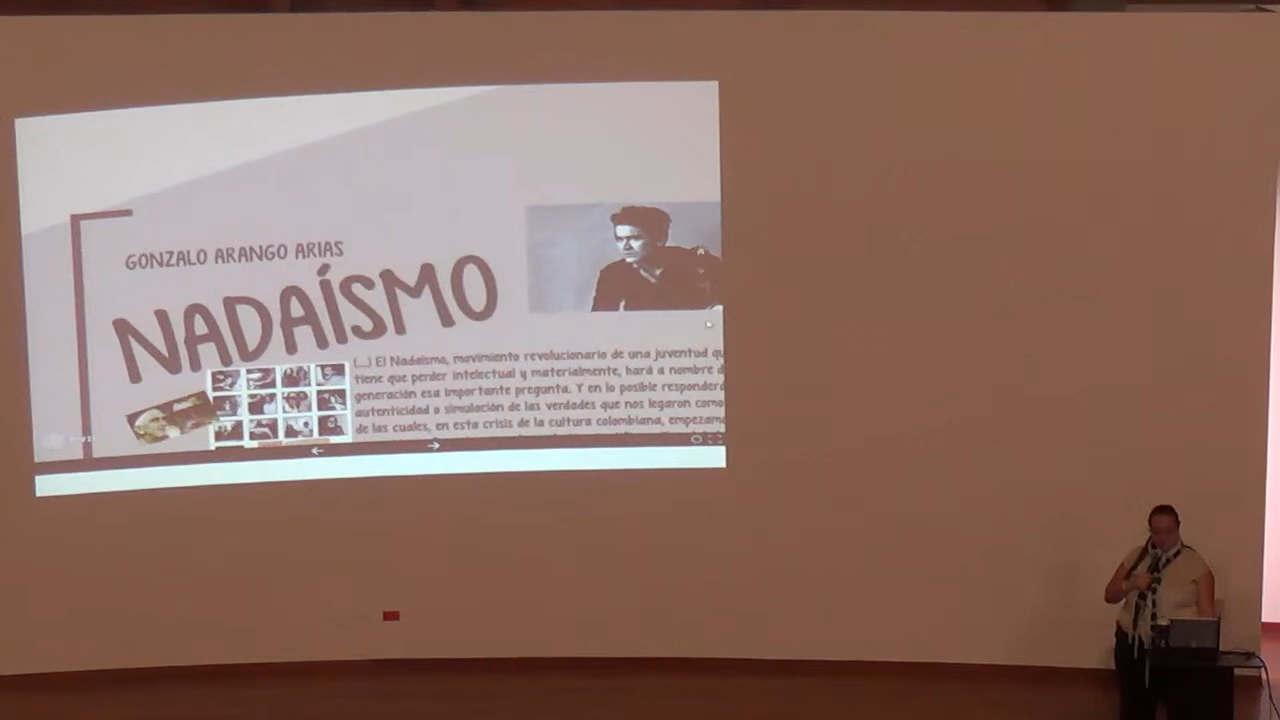 GONZALO ARANGO ARIAS
NADAÍSMO
(...) El Nadaísmo, movimiento revolucionario de una juventud qu
tiene que perder intelectual y materialmente, hará a nombre d
generación esa importante pregunta. Y en lo posible responder
autenticidad o simulación de las verdades que nos legaron como
de las cuales, en esta crisis de la cultura colombiana, empezam